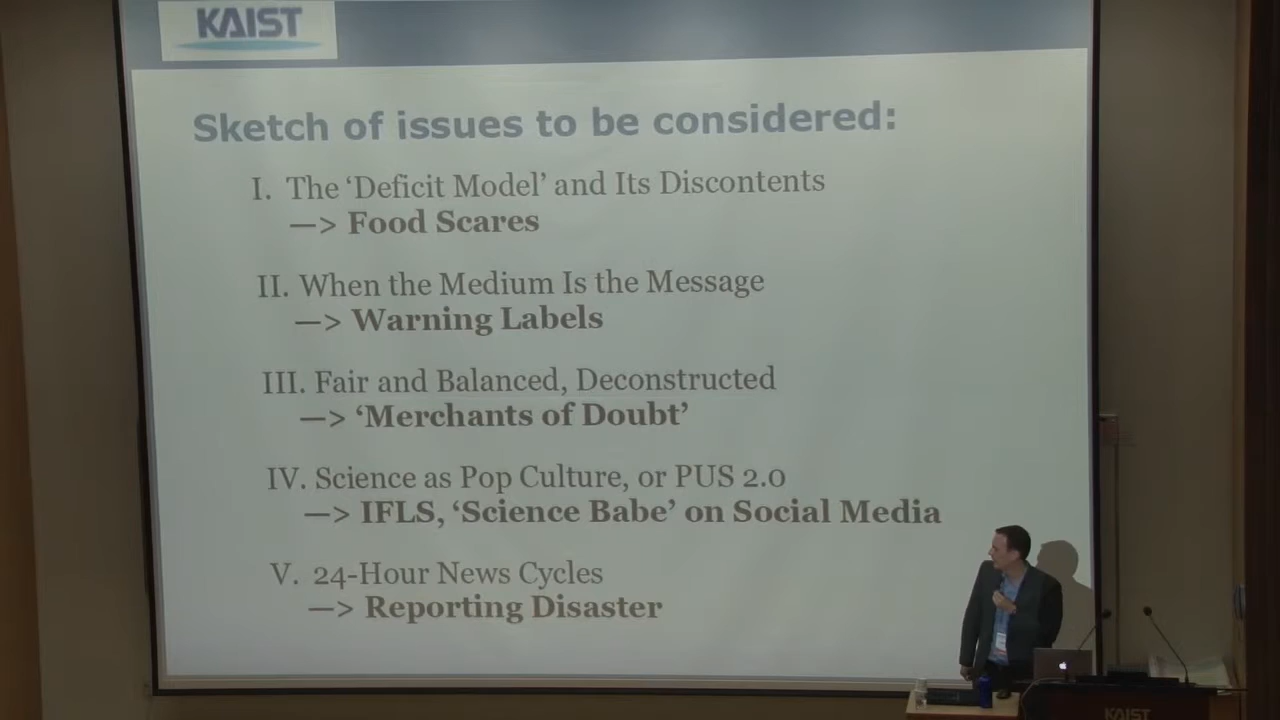 KAIST
Sketch of issues to be considered:
I. The ‘Deficit Model’ and Its Discontents
—> Food Scares
II. When the Medium Is the Message
—> Warning Labels
III. Fair and Balanced, Deconstructed
—> ‘Merchants of Doubt’
IV. Science as Pop Culture, or PUS 2.0
—> IFLS, ‘Science Babe’ on Social Media
V. 24-Hour News Cycles
—> Reporting Disaster
KAIST